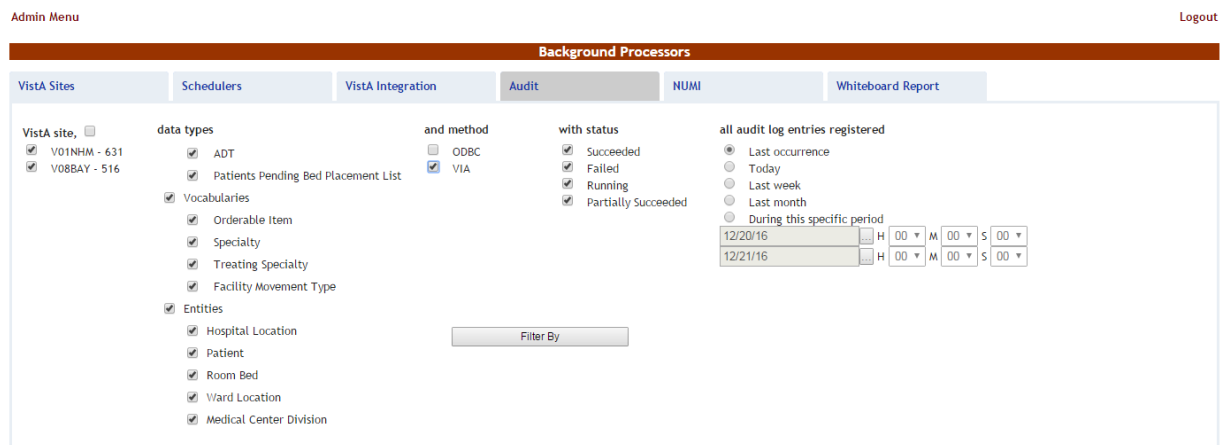 Admin Menu
Logout
Background Processors
VistA Sites
Schedulers
VistA Integration
Audit
NUMI
Whiteboard Report
VistA site,
V01NHM - 631
V08BAY - 516
data types
ADT
Patients Pending Bed Placement List
Vocabularies
Orderable Item
Specialty
Treating Specialty
Facility Movement Type
Entities
Hospital Location
Patient
Room Bed
Ward Location
Medical Center Division
and method
ODBC
VIA
with status
Succeeded
Failed
Running
Partially Succeeded
all audit log entries registered
Last occurrence
Today
Last week
Last month
During this specific period
12/20/16 ... H 00 M 00 S 00
12/21/16 ... H 00 M 00 S 00
Filter By